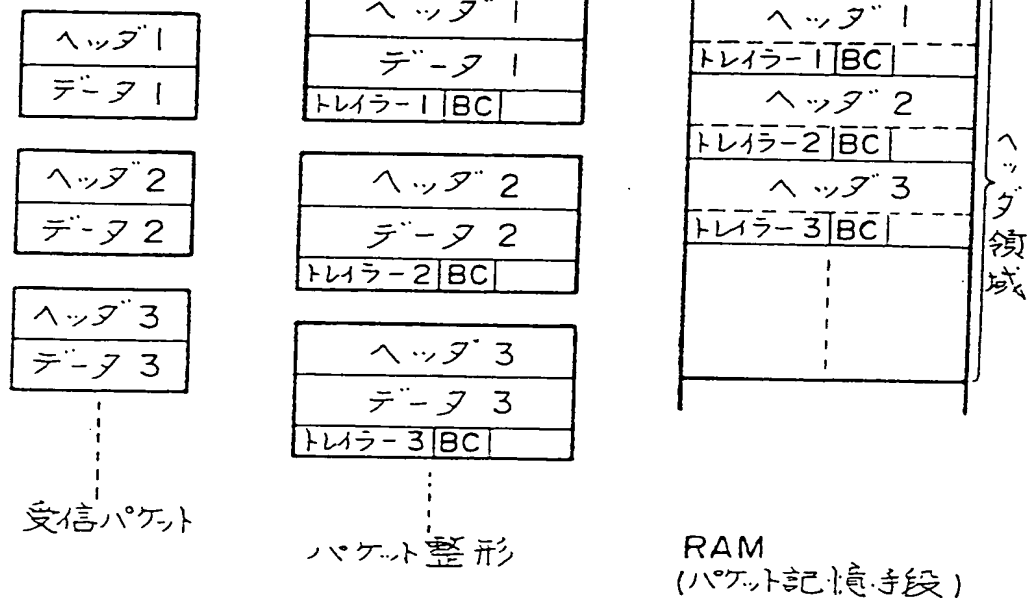 ヘッダ1
データ1
ヘッダ2
データ2
ヘッダ3
データ3
受信パケット
ヘッダ1
データ1
トレイラー1 BC
ヘッダ2
データ2
トレイラー2 BC
ヘッダ3
データ3
トレイラー3 BC
パケット整形
ヘッダ1
トレイラー1 BC
ヘッダ2
トレイラー2 BC
ヘッダ3
トレイラー3 BC
ヘッダ領域
RAM
(パケット記憶手段)